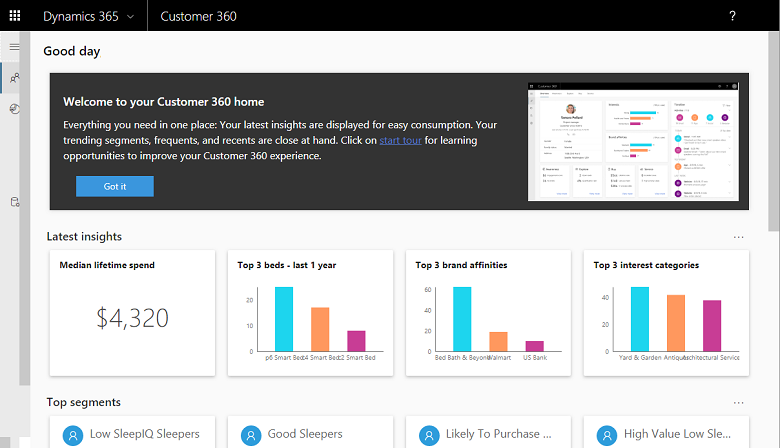 Dynamics 365 Customer 360 ?
Good day
Welcome to your Customer 360 home
Everything you need in one place: Your latest insights are displayed for easy consumption. Your
trending segments, frequents, and recents are close at hand. Click on start tour for learning
opportunities to improve your Customer 360 experience.
Got it
Latest insights ...
Median lifetime spend
$4,320
Top 3 beds - last 1 year
20
10
0
p6 Smart Bed c4 Smart Bed c2 Smart Bed
Top 3 brand affinities
60
40
20
0
Bed Bath & Beyond Walmart US Bank
Top 3 interest categories
40
20
0
Yard & Garden Antiques Architectural Service
Top segments ...
Low SleepIQ Sleepers
Good Sleepers
Likely To Purchase ...
High Value Low Sle...